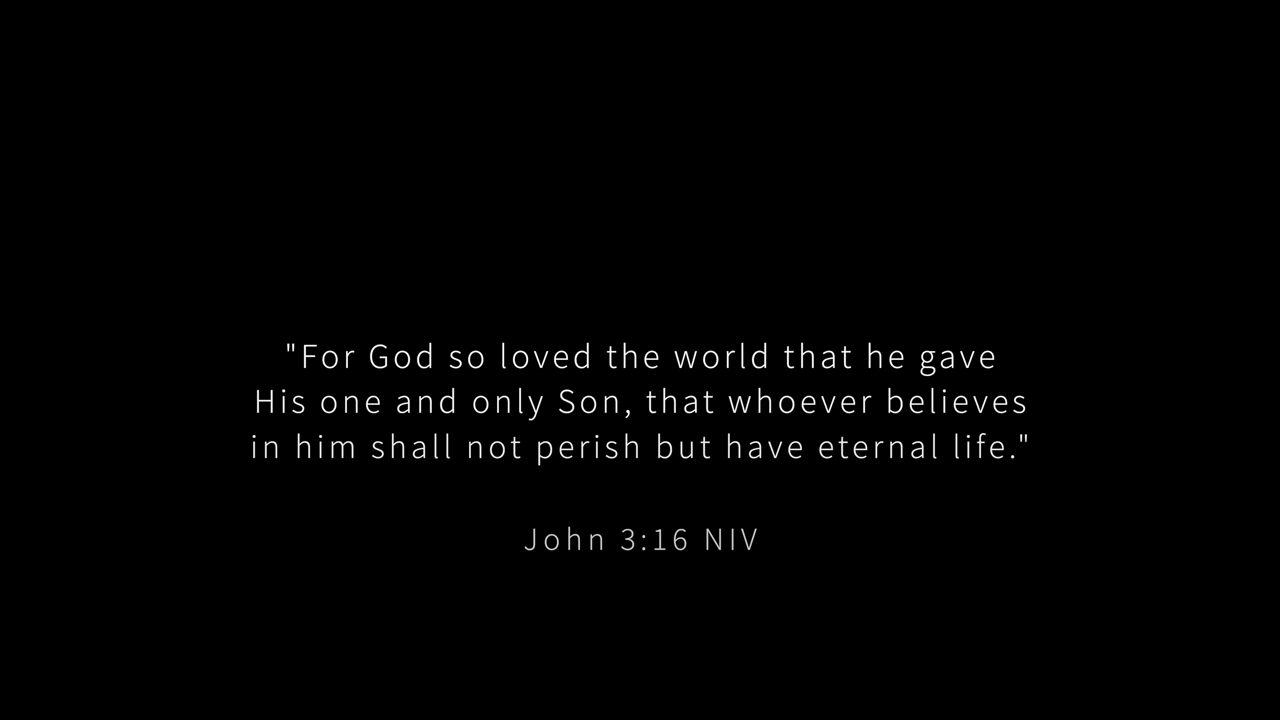 "For God so loved the world that he gave
His one and only Son, that whoever believes
in him shall not perish but have eternal life."
John 3:16 NIV